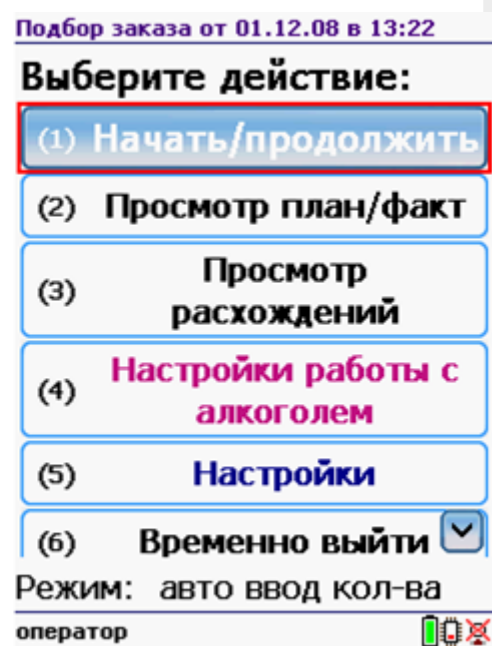 Подбор заказа от 01.12.08 в 13:22
Выберите действие:
(1) Начать/продолжить
(2) Просмотр план/факт
(3) Просмотр
расхождений
(4) Настройки работы с
алкоголем
(5) Настройки
(6) Временно выйти
Режим: авто ввод кол-ва
оператор